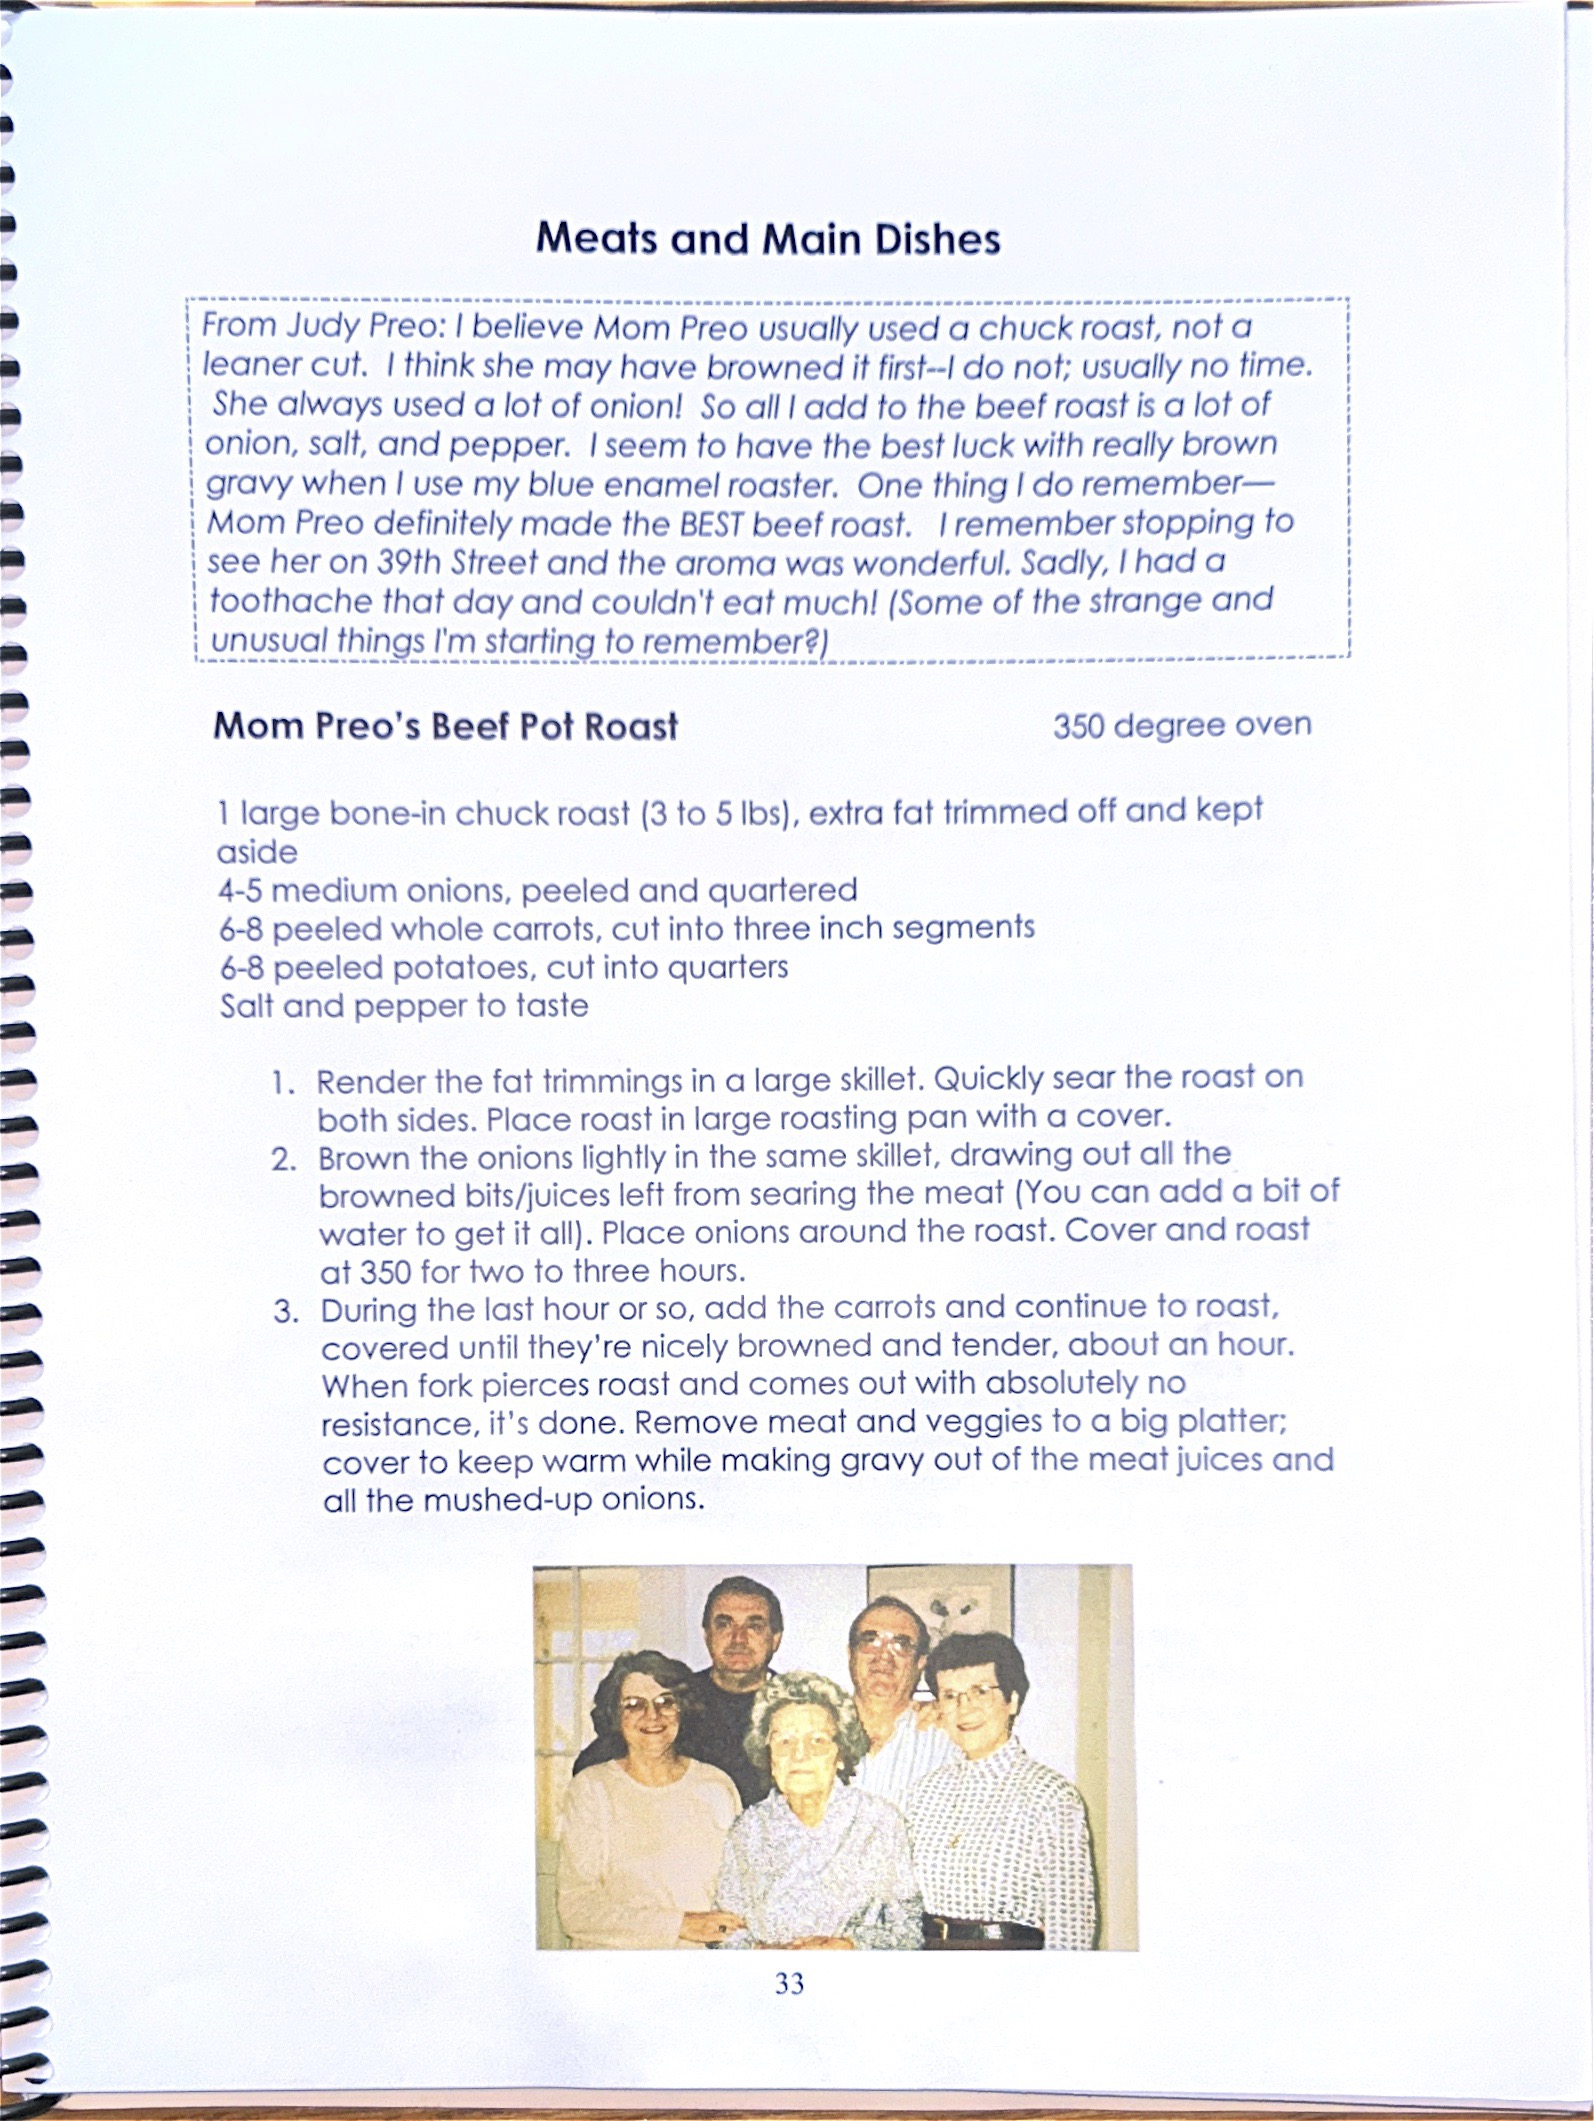 Meats and Main Dishes
From Judy Preo: I believe Mom Preo usually used a chuck roast, not a
leaner cut.  I think she may have browned it first--I do not; usually no time.
She always used a lot of onion!  So all I add to the beef roast is a lot of
onion, salt, and pepper.  I seem to have the best luck with really brown
gravy when I use my blue enamel roaster.  One thing I do remember—
Mom Preo definitely made the BEST beef roast.   I remember stopping to
see her on 39th Street and the aroma was wonderful. Sadly, I had a
toothache that day and couldn't eat much! (Some of the strange and
unusual things I'm starting to remember?)
Mom Preo's Beef Pot Roast 350 degree oven
1 large bone-in chuck roast (3 to 5 lbs), extra fat trimmed off and kept
aside
4-5 medium onions, peeled and quartered
6-8 peeled whole carrots, cut into three inch segments
6-8 peeled potatoes, cut into quarters
Salt and pepper to taste
1. Render the fat trimmings in a large skillet. Quickly sear the roast on
both sides. Place roast in large roasting pan with a cover.
2. Brown the onions lightly in the same skillet, drawing out all the
browned bits/juices left from searing the meat (You can add a bit of
water to get it all). Place onions around the roast. Cover and roast
at 350 for two to three hours.
3. During the last hour or so, add the carrots and continue to roast,
covered until they're nicely browned and tender, about an hour.
When fork pierces roast and comes out with absolutely no
resistance, it's done. Remove meat and veggies to a big platter;
cover to keep warm while making gravy out of the meat juices and
all the mushed-up onions.
33